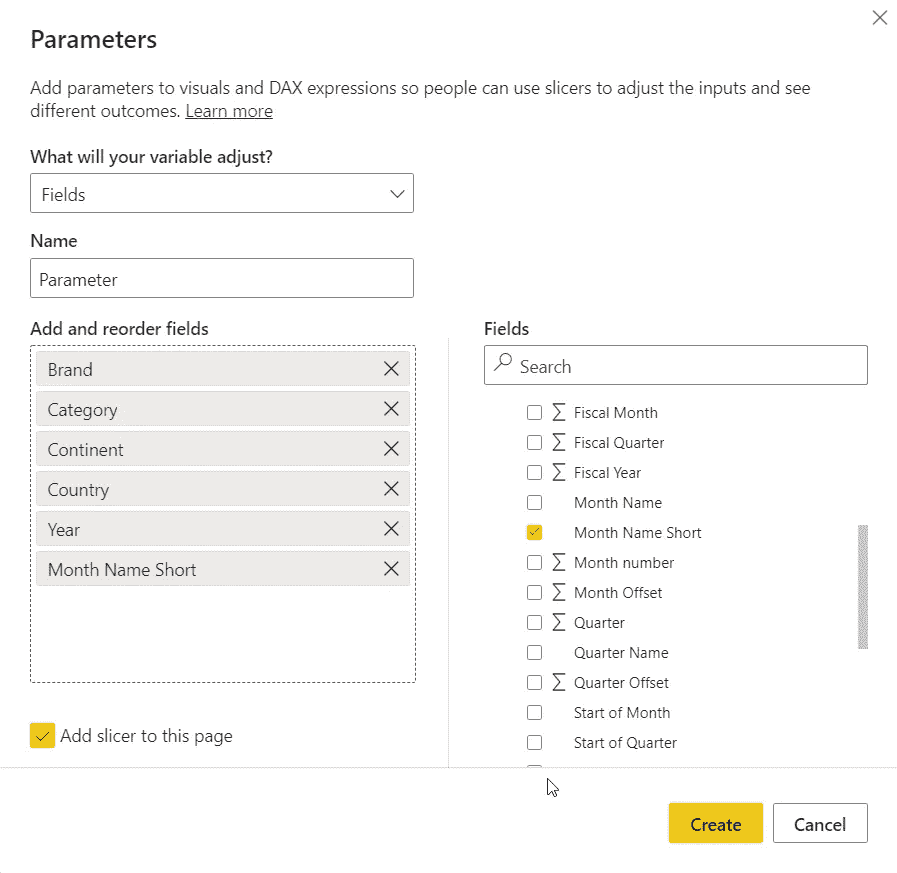 Parameters
Add parameters to visuals and DAX expressions so people can use slicers to adjust the inputs and see
different outcomes. Learn more
What will your variable adjust?
Fields
Name
Parameter
Add and reorder fields
Brand
Category
Continent
Country
Year
Month Name Short
Add slicer to this page
Fields
Search
Σ Fiscal Month
Σ Fiscal Quarter
Σ Fiscal Year
Month Name
Month Name Short
Σ Month number
Σ Month Offset
Σ Quarter
Quarter Name
Σ Quarter Offset
Start of Month
Start of Quarter
Create
Cancel